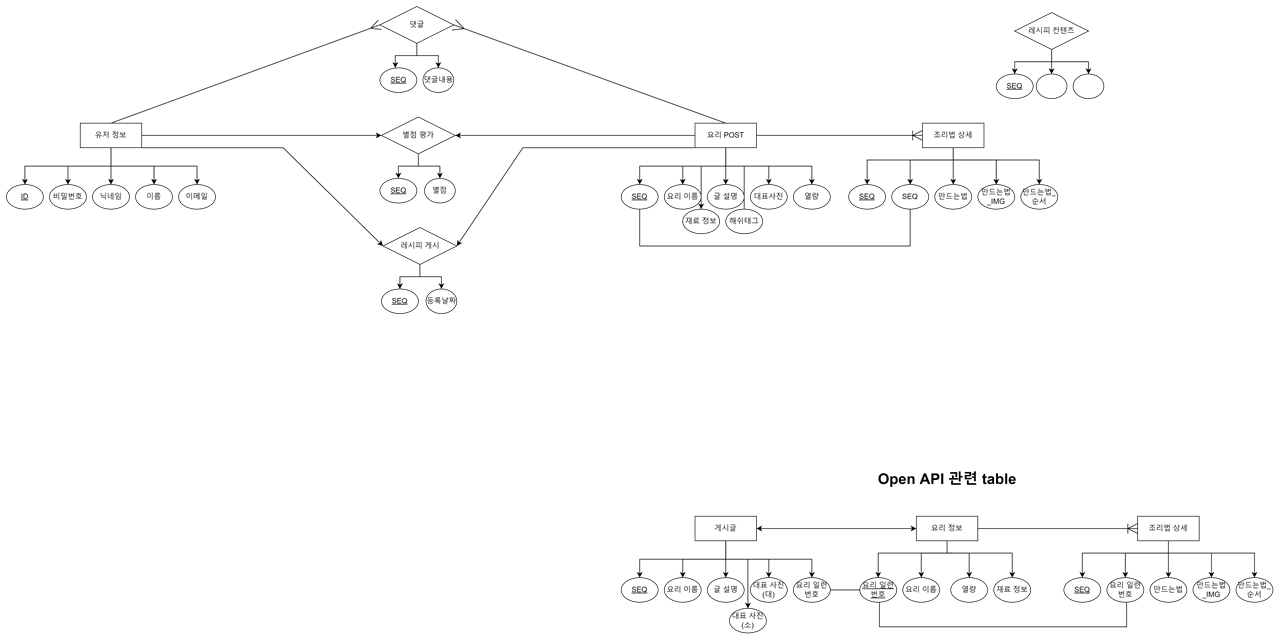 댓글
SEQ
댓글내용
레시피 컨텐츠
SEQ
유저 정보
별점 평가
요리 POST
조리법 상세
ID
비밀번호
닉네임
이름
이메일
SEQ
별점
SEQ
요리 이름
글 설명
대표사진
열량
재료 정보
해쉬태그
SEQ
SEQ
만드는법
만드는법
_IMG
만드는법_
순서
레시피 게시
SEQ
등록날짜
Open API 관련 table
게시글
요리 정보
조리법 상세
SEQ
요리 이름
글 설명
대표 사진
(대)
요리 일련
번호
대표 사진
(소)
요리 일련
번호
요리 이름
열량
재료 정보
SEQ
요리 일련
번호
만드는법
만드는법
_IMG
만드는법_
순서